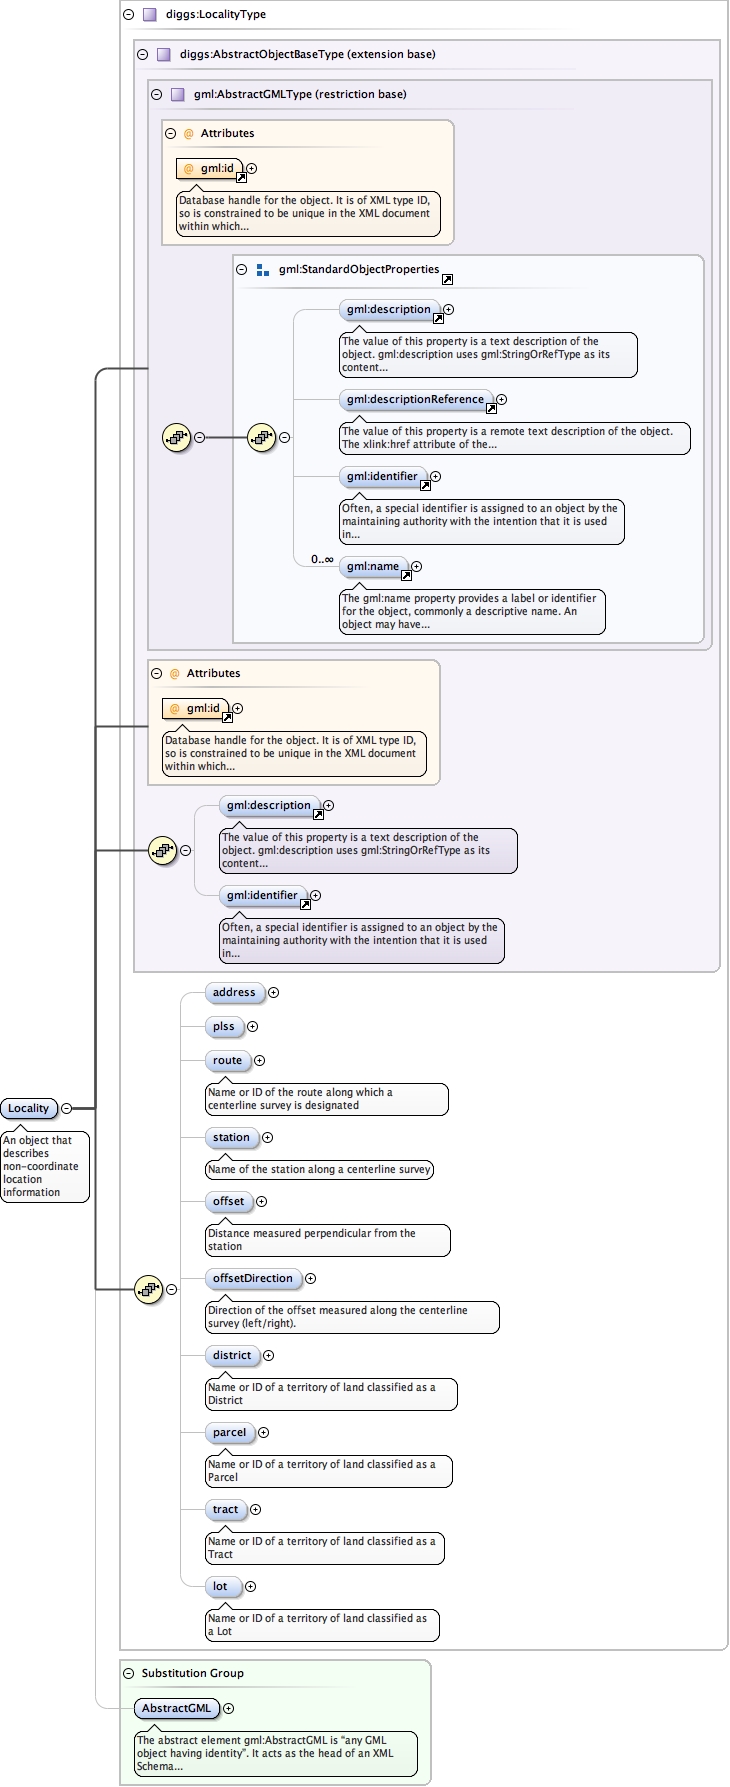 diggs:LocalityType
diggs:AbstractObjectBaseType (extension base)
gml:AbstractGMLType (restriction base)
@ Attributes
@ gml:id
Database handle for the object. It is of XML type ID,
so is constrained to be unique in the XML document
within which...
gml:StandardObjectProperties
gml:description
The value of this property is a text description of the
object. gml:description uses gml:StringOrRefType as its
content...
gml:descriptionReference
The value of this property is a remote text description of the object.
The xlink:href attribute of the...
gml:identifier
Often, a special identifier is assigned to an object by the
maintaining authority with the intention that it is used
in...
0..∞
gml:name
The gml:name property provides a label or identifier
for the object, commonly a descriptive name. An
object may have...
@ Attributes
@ gml:id
Database handle for the object. It is of XML type ID,
so is constrained to be unique in the XML document
within which...
gml:description
The value of this property is a text description of the
object. gml:description uses gml:StringOrRefType as its
content...
gml:identifier
Often, a special identifier is assigned to an object by the
maintaining authority with the intention that it is used
in...
address
plss
route
Name or ID of the route along which a
centerline survey is designated
Locality
An object that
describes
non-coordinate
location
information
station
Name of the station along a centerline survey
offset
Distance measured perpendicular from the
station
offsetDirection
Direction of the offset measured along the centerline
survey (left/right).
district
Name or ID of a territory of land classified as a
District
parcel
Name or ID of a territory of land classified as a
Parcel
tract
Name or ID of a territory of land classified as a
Tract
lot
Name or ID of a territory of land classified as
a Lot
Substitution Group
AbstractGML
The abstract element gml:AbstractGML is “any GML
object having identity”. It acts as the head of an XML
Schema...